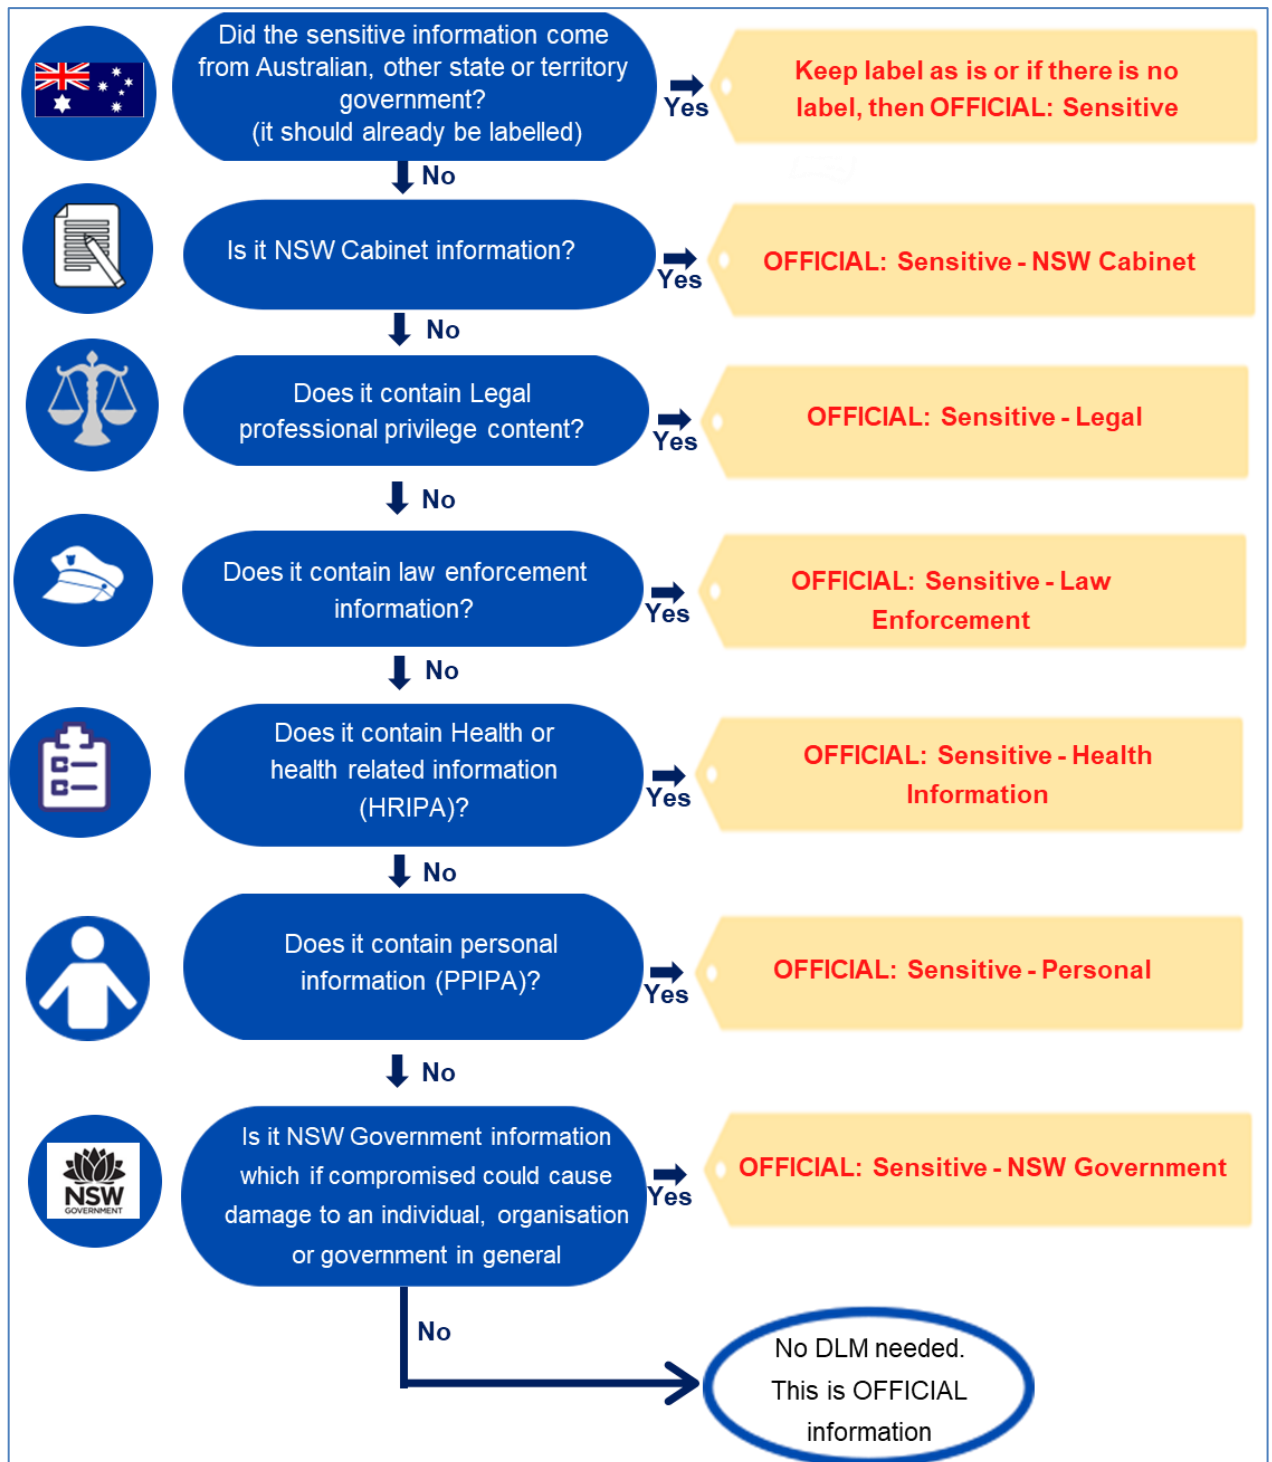 Did the sensitive information come
from Australian, other state or territory
government?
(it should already be labelled)
Yes
Keep label as is or if there is no
label, then OFFICIAL: Sensitive
No
Is it NSW Cabinet information?
Yes
OFFICIAL: Sensitive - NSW Cabinet
No
Does it contain Legal
professional privilege content?
Yes
OFFICIAL: Sensitive - Legal
No
Does it contain law enforcement
information?
Yes
OFFICIAL: Sensitive - Law
Enforcement
No
Does it contain Health or
health related information
(HRIPA)?
Yes
OFFICIAL: Sensitive - Health
Information
No
Does it contain personal
information (PPIPA)?
Yes
OFFICIAL: Sensitive - Personal
No
NSW
GOVERNMENT
Is it NSW Government information
which if compromised could cause
damage to an individual, organisation
or government in general
Yes
OFFICIAL: Sensitive - NSW Government
No
No DLM needed.
This is OFFICIAL
information